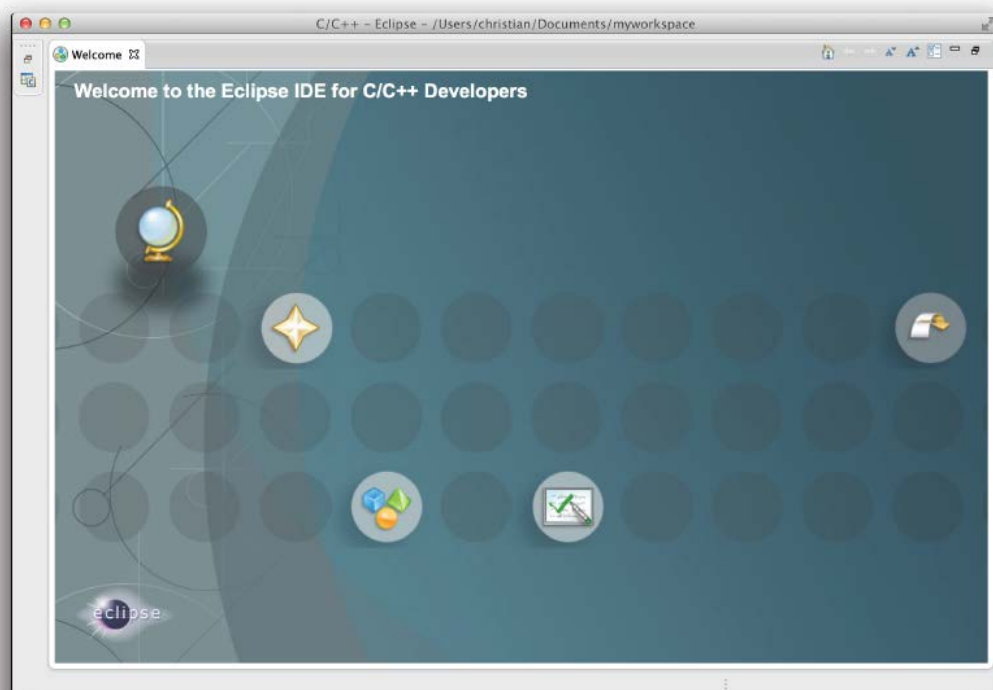 C/C++ - Eclipse - /Users/christian/Documents/myworkspace
Welcome
Welcome to the Eclipse IDE for C/C++ Developers
eclipse